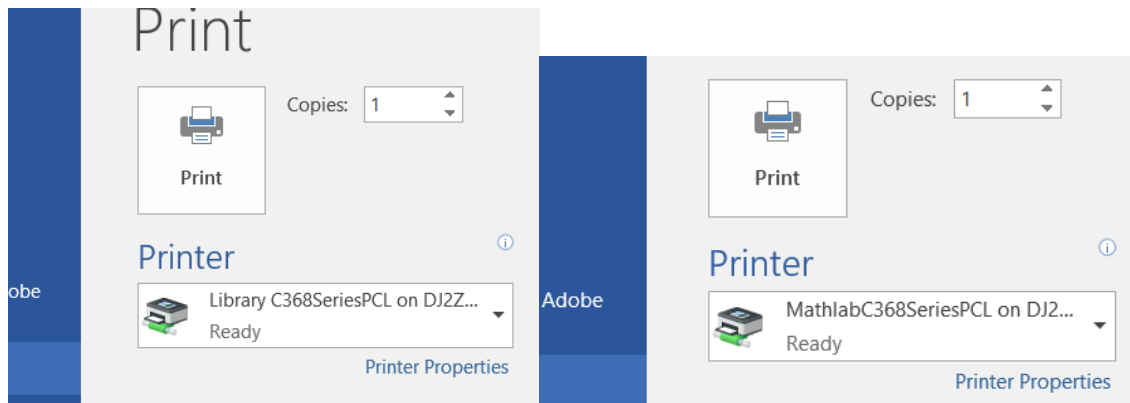 Print
Copies: 1
Print
Printer
obe
Library C368SeriesPCL on DJ2Z...
Ready
Printer Properties
Copies: 1
Print
Printer
Adobe
MathlabC368SeriesPCL on DJ2...
Ready
Printer Properties